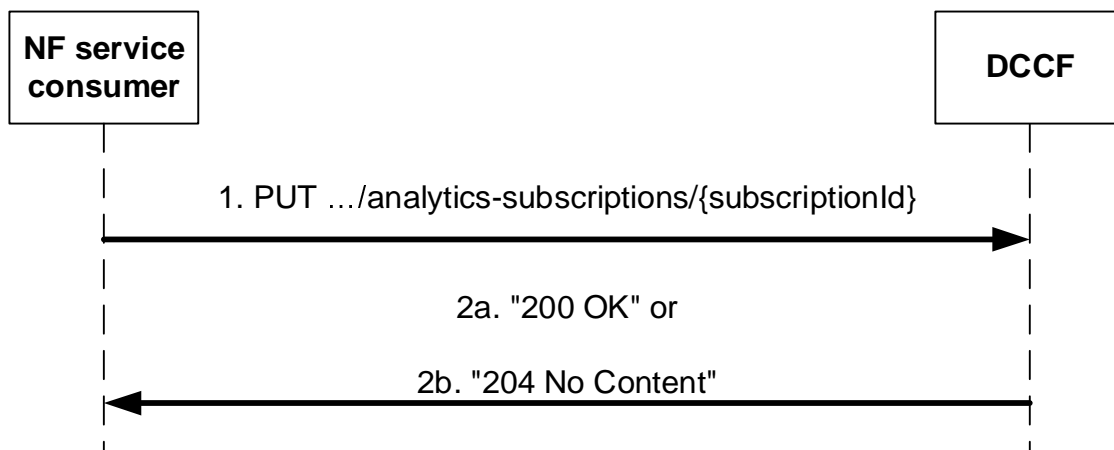 NF service
consumer
DCCF
1. PUT …/analytics-subscriptions/{subscriptionId}
2a. "200 OK" or
2b. "204 No Content"